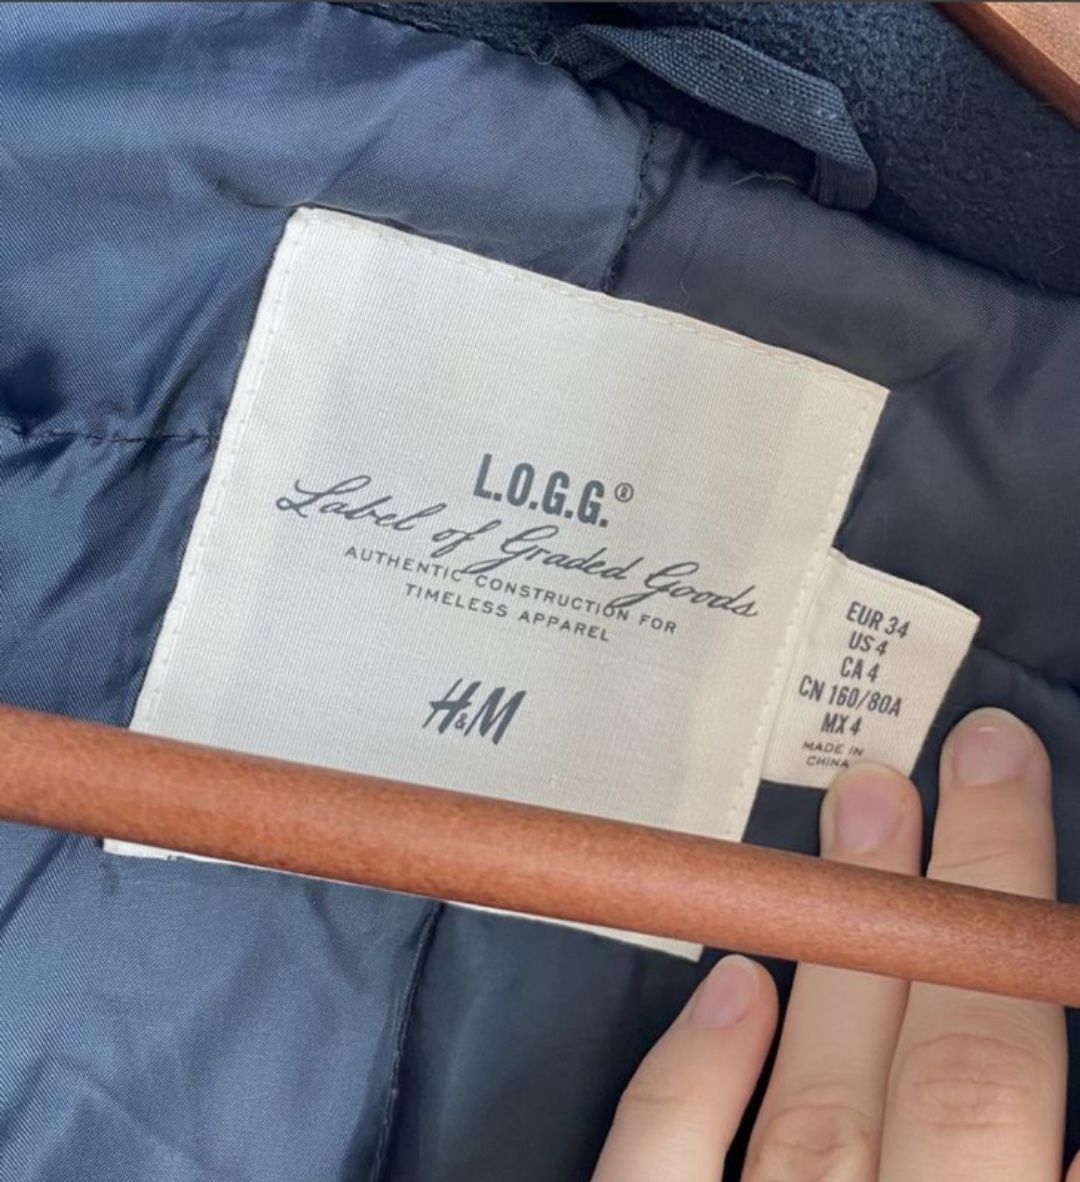 L.O.G.G.®
Label of Graded Goods
AUTHENTIC CONSTRUCTION FOR
TIMELESS APPAREL
H&M
EUR 34
US 4
CA 4
CN 160/80A
MX 4
MADE IN
CHINA